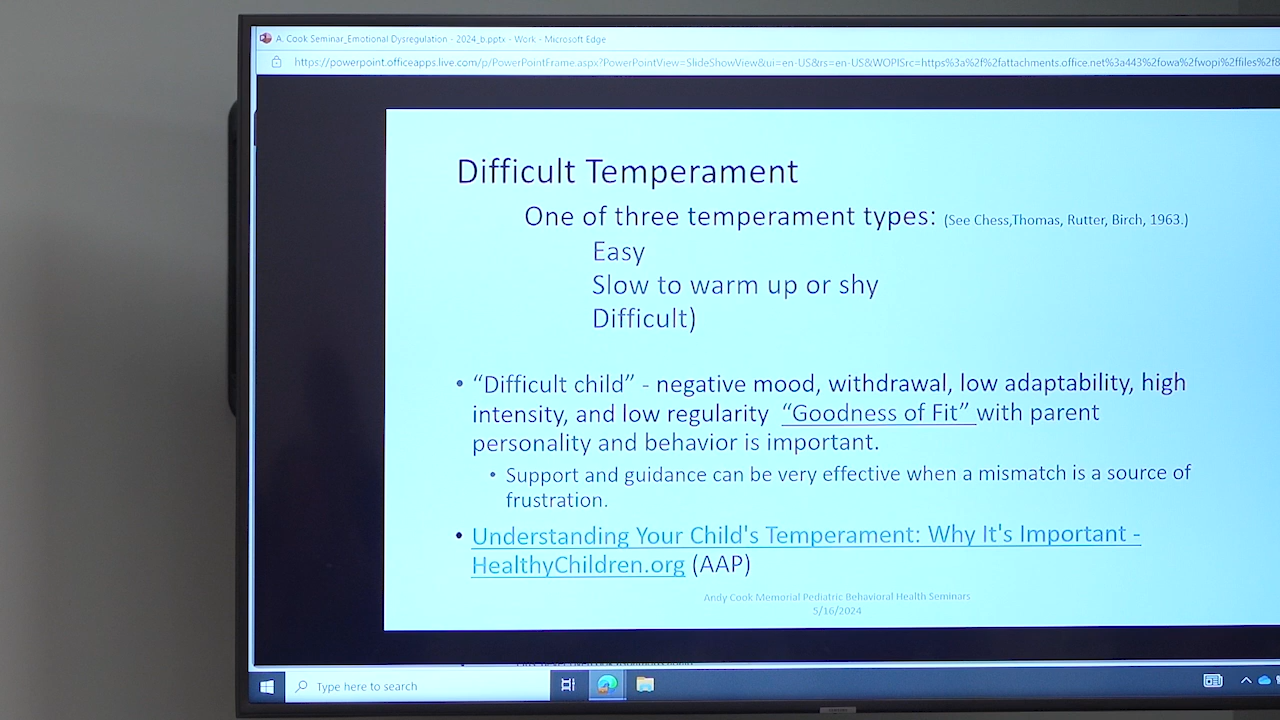 A. Cook Seminar_Emotional Dysregulation - 2024_b.pptx - Work - Microsoft Edge
https://powerpoint.officeapps.live.com/p/PowerPointFrame.aspx?PowerPointView=SlideShowView&ui=en-US&rs=en-US&WOPISrc=https%3a%2f%2fattachments.office.net%3a443%2fowa%2fwopi%2ffiles%2f8
Difficult Temperament
One of three temperament types: (See Chess,Thomas, Rutter, Birch, 1963.)
Easy
Slow to warm up or shy
Difficult)
• “Difficult child” - negative mood, withdrawal, low adaptability, high
intensity, and low regularity “Goodness of Fit” with parent
personality and behavior is important.
• Support and guidance can be very effective when a mismatch is a source of
frustration.
• Understanding Your Child's Temperament: Why It's Important -
HealthyChildren.org (AAP)
Andy Cook Memorial Pediatric Behavioral Health Seminars
5/16/2024
Type here to search